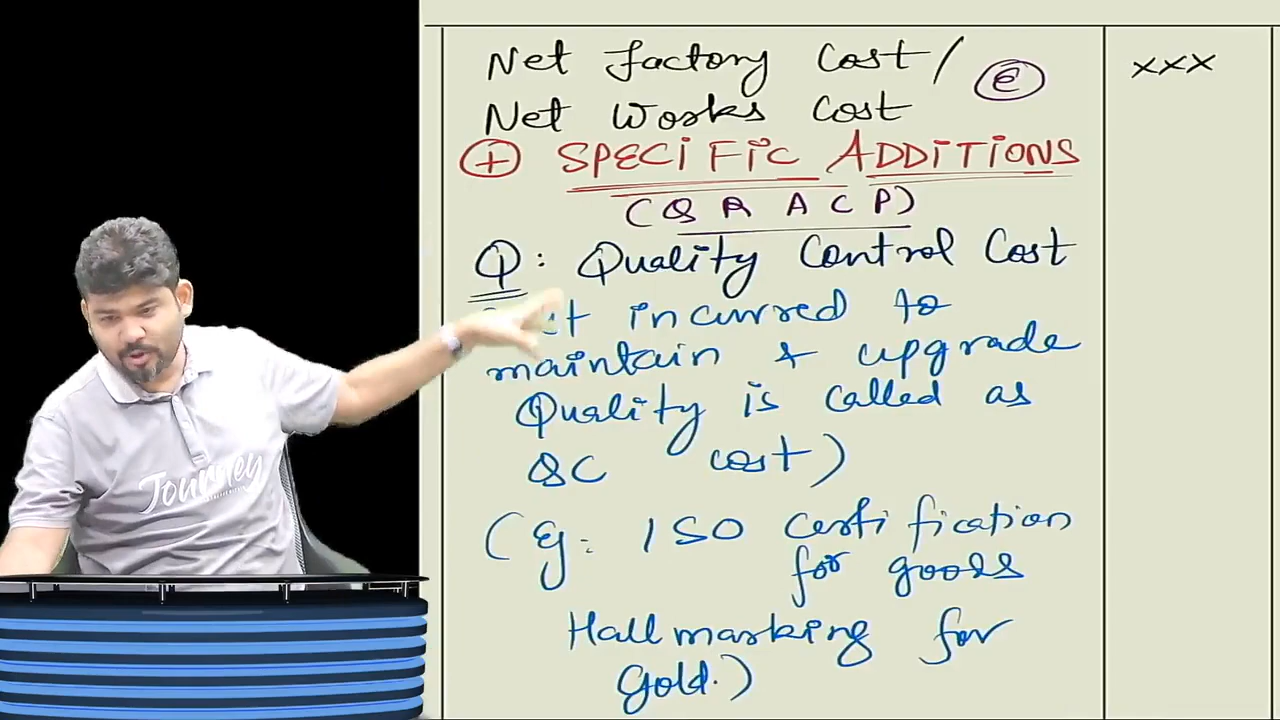 Net Factory Cost/ (e) xxx
Net Works Cost
(+) SPECIFIC ADDITIONS
(Q R A C P)
Q: Quality Control Cost
incurred to
maintain & upgrade
Quality is called as
QC cost)
(Eg: ISO certification
for goods
Hallmarking for
Gold.)
Journey